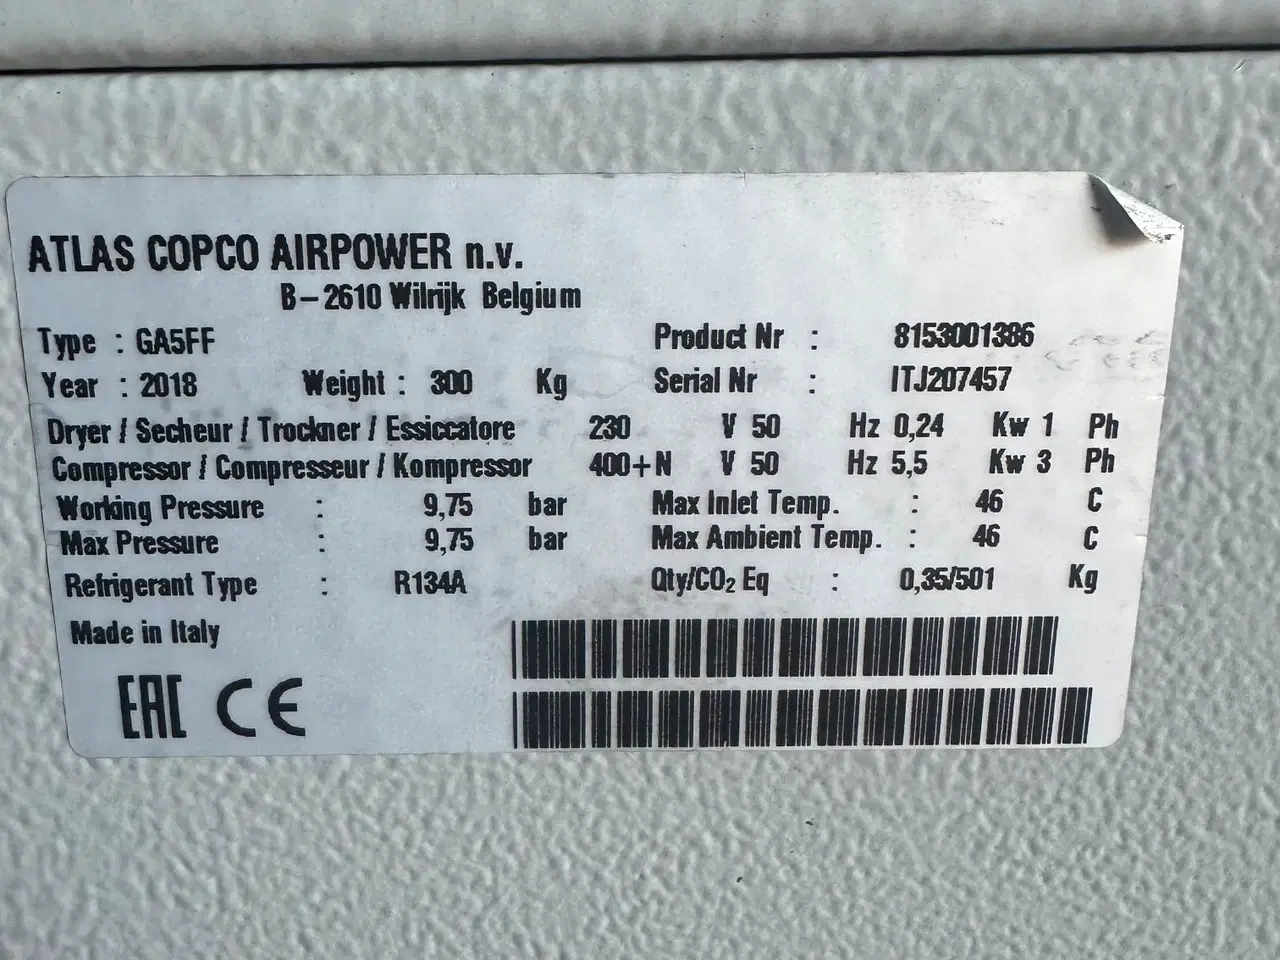 ATLAS COPCO AIRPOWER n.v.
B-2610 Wilrijk Belgium
Type : GA5FF Product Nr : 8153001386
Year : 2018 Weight : 300 Kg Serial Nr : ITJ207457
Dryer / Secheur / Trockner / Essiccatore 230 V 50 Hz 0,24 Kw 1 Ph
Compressor / Compresseur / Kompressor 400+N V 50 Hz 5,5 Kw 3 Ph
Working Pressure : 9,75 bar Max Inlet Temp. : 46 C
Max Pressure : 9,75 bar Max Ambient Temp. : 46 C
Refrigerant Type : R134A Qty/CO₂ Eq : 0,35/501 Kg
Made in Italy
EAC CE